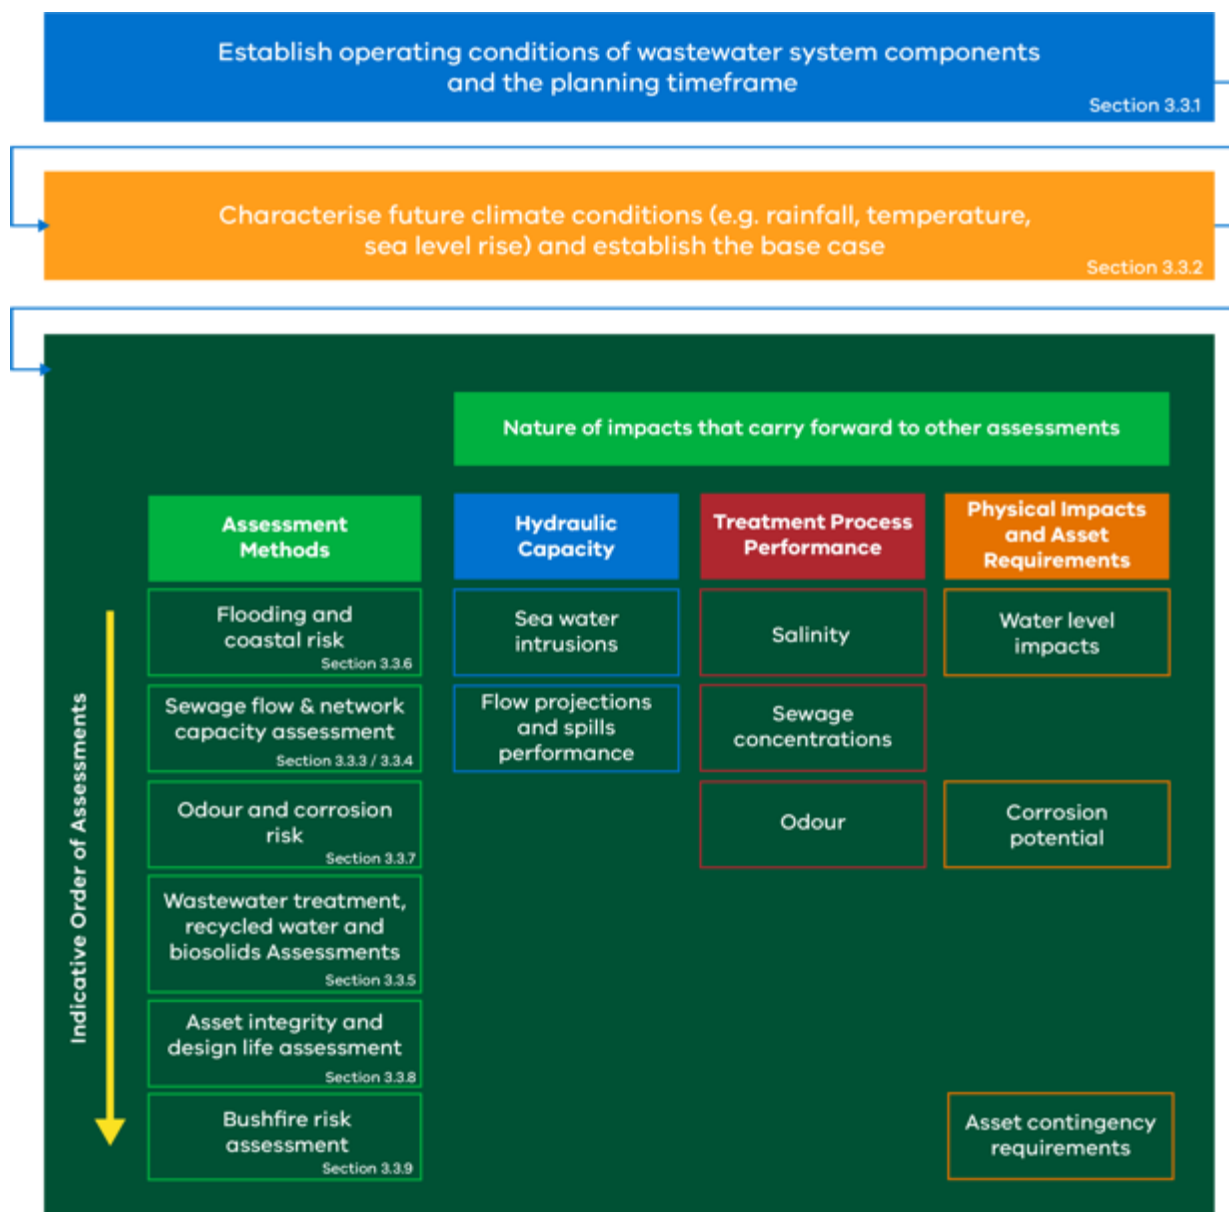 Establish operating conditions of wastewater system components
and the planning timeframe
Section 3.3.1
Characterise future climate conditions (e.g. rainfall, temperature,
sea level rise) and establish the base case
Section 3.3.2
Nature of impacts that carry forward to other assessments
Assessment
Methods
Hydraulic
Capacity
Treatment Process
Performance
Physical Impacts
and Asset
Requirements
Indicative Order of Assessments
Flooding and
coastal risk
Section 3.3.6
Sea water
intrusions
Salinity
Water level
impacts
Sewage flow & network
capacity assessment
Section 3.3.3 / 3.3.4
Flow projections
and spills
performance
Sewage
concentrations
Odour and corrosion
risk
Section 3.3.7
Odour
Corrosion
potential
Wastewater treatment,
recycled water and
biosolids Assessments
Section 3.3.5
Asset integrity and
design life assessment
Section 3.3.8
Bushfire risk
assessment
Section 3.3.9
Asset contingency
requirements